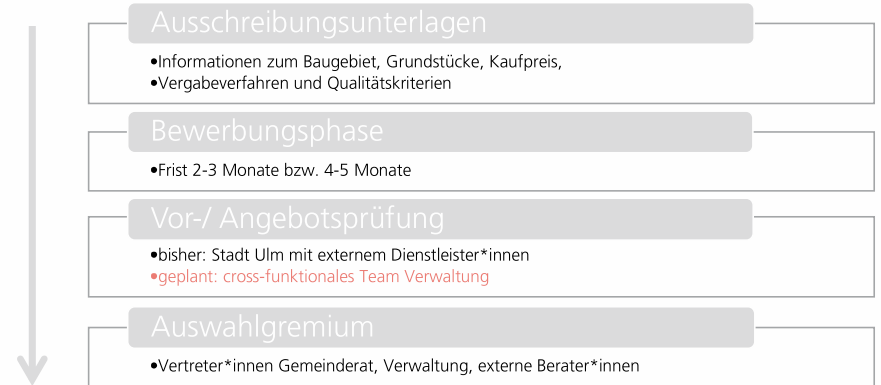 Ausschreibungsunterlagen
•Informationen zum Baugebiet, Grundstücke, Kaufpreis,
•Vergabeverfahren und Qualitätskriterien
Bewerbungsphase
•Frist 2-3 Monate bzw. 4-5 Monate
Vor-/ Angebotsprüfung
•bisher: Stadt Ulm mit externem Dienstleister*innen
•geplant: cross-funktionales Team Verwaltung
Auswahlgremium
•Vertreter*innen Gemeinderat, Verwaltung, externe Berater*innen